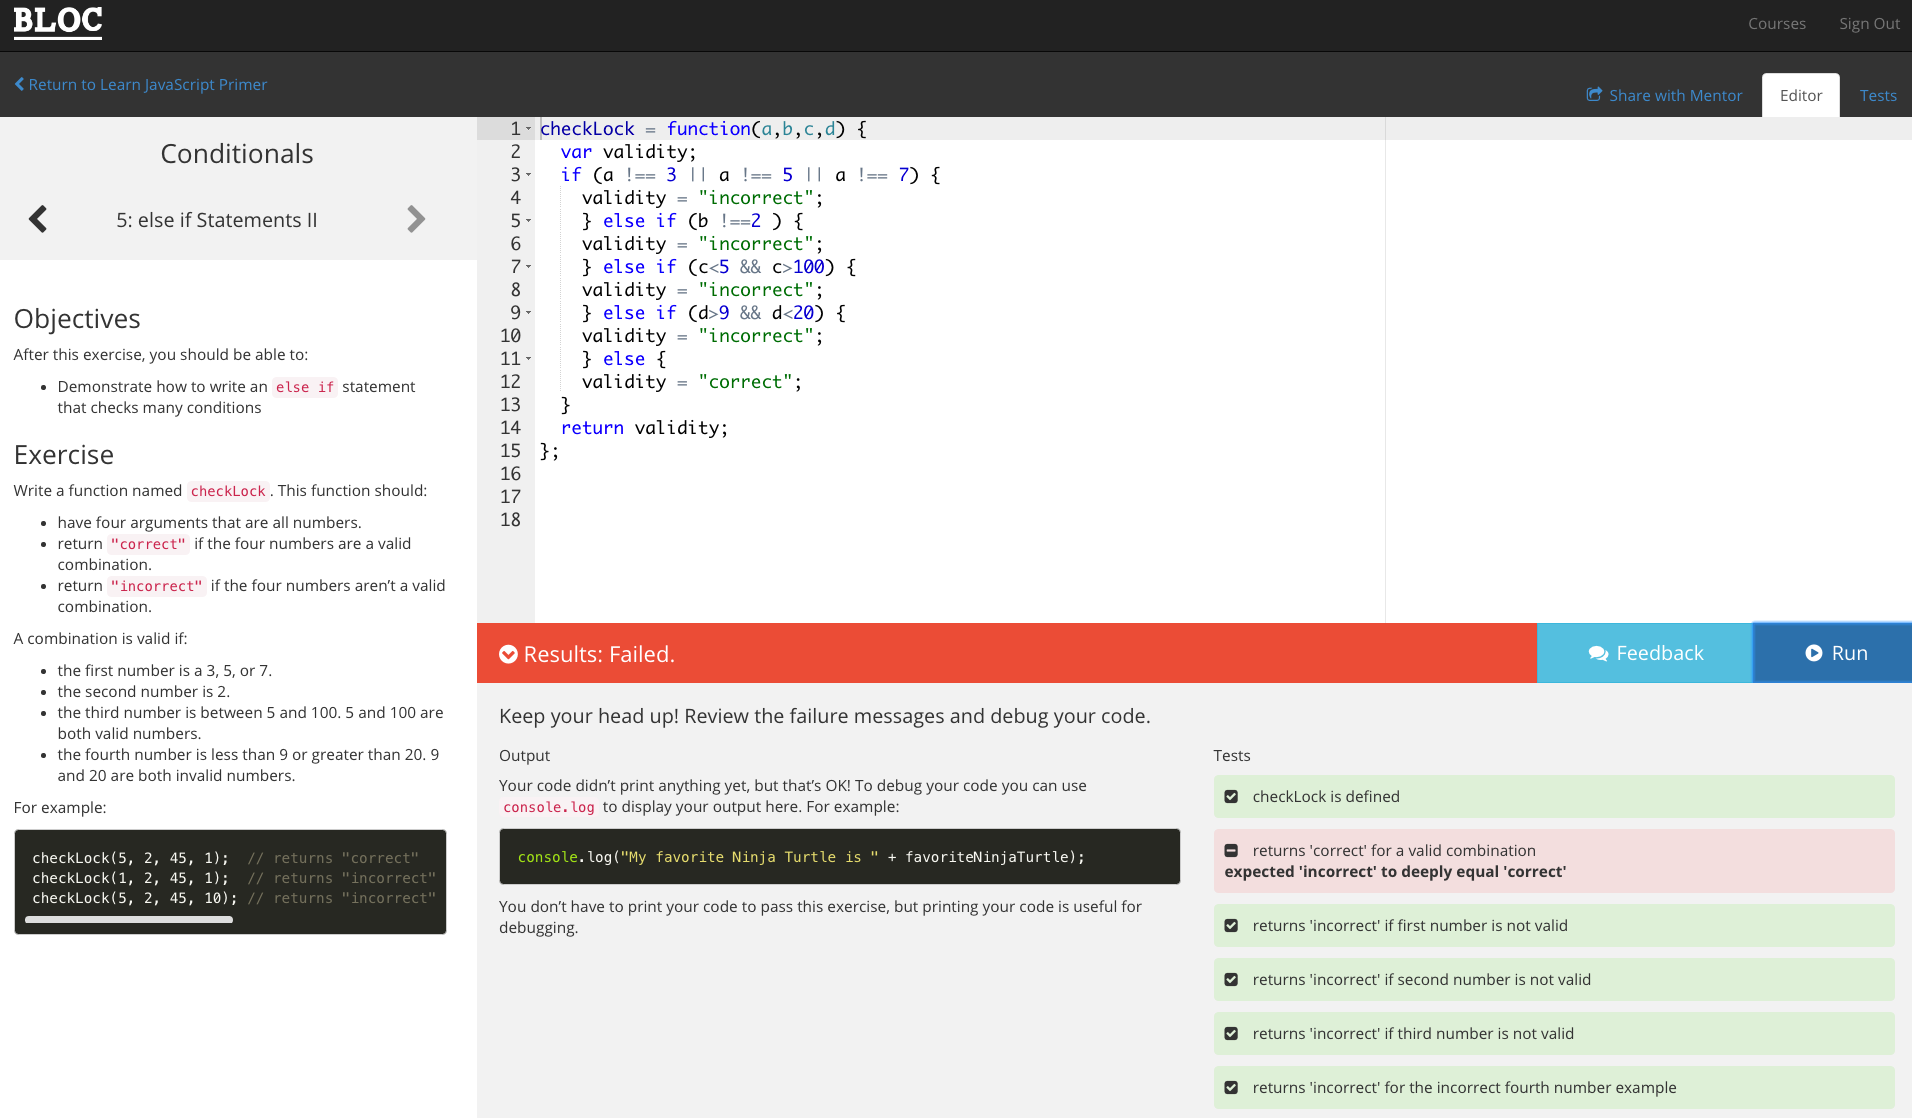 BLOC
Courses
Sign Out
Return to Learn JavaScript Primer
Share with Mentor
Editor
Tests
Conditionals
5: else if Statements II
Objectives
After this exercise, you should be able to:
• Demonstrate how to write an else if statement
that checks many conditions
Exercise
Write a function named checkLock. This function should:
• have four arguments that are all numbers.
• return "correct" if the four numbers are a valid
combination.
• return "incorrect" if the four numbers aren't a valid
combination.
A combination is valid if:
• the first number is a 3, 5, or 7.
• the second number is 2.
• the third number is between 5 and 100. 5 and 100 are
both valid numbers.
• the fourth number is less than 9 or greater than 20. 9
and 20 are both invalid numbers.
For example:
checkLock(5, 2, 45, 1);  // returns "correct"
checkLock(1, 2, 45, 1);  // returns "incorrect"
checkLock(5, 2, 45, 10); // returns "incorrect"
1 checkLock = function(a,b,c,d) {
2   var validity;
3   if (a !== 3 || a !== 5 || a !== 7) {
4     validity = "incorrect";
5     } else if (b !==2 ) {
6     validity = "incorrect";
7     } else if (c<5 && c>100) {
8     validity = "incorrect";
9     } else if (d>9 && d<20) {
10     validity = "incorrect";
11     } else {
12     validity = "correct";
13   }
14   return validity;
15 };
16
17
18
Results: Failed.
Feedback
Run
Keep your head up! Review the failure messages and debug your code.
Output
Your code didn't print anything yet, but that's OK! To debug your code you can use
console.log to display your output here. For example:
console.log("My favorite Ninja Turtle is " + favoriteNinjaTurtle);
You don't have to print your code to pass this exercise, but printing your code is useful for
debugging.
Tests
checkLock is defined
returns 'correct' for a valid combination
expected 'incorrect' to deeply equal 'correct'
returns 'incorrect' if first number is not valid
returns 'incorrect' if second number is not valid
returns 'incorrect' if third number is not valid
returns 'incorrect' for the incorrect fourth number example